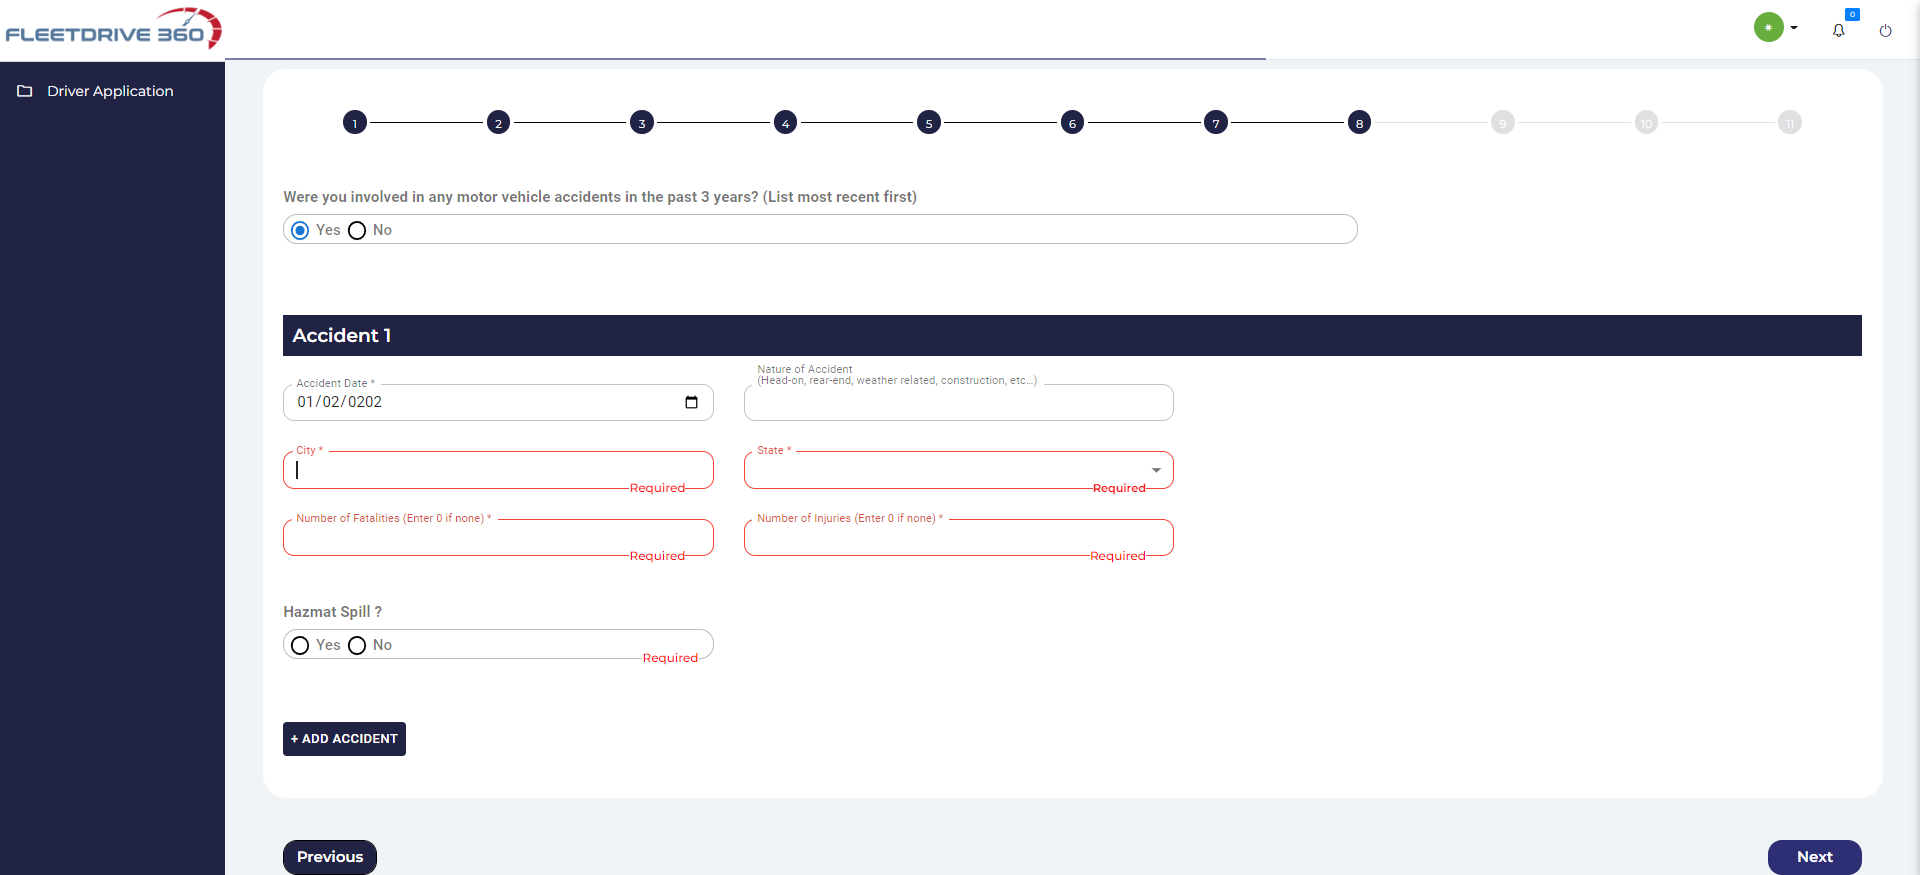 FLEETDRIVE 360
0
Driver Application
1 2 3 4 5 6 7 8 9 10 11
Were you involved in any motor vehicle accidents in the past 3 years? (List most recent first)
Yes No
Accident 1
Accident Date *
01/02/0202
Nature of Accident
(Head-on, rear-end, weather related, construction, etc...)
City *
Required
State *
Required
Number of Fatalities (Enter 0 if none) *
Required
Number of Injuries (Enter 0 if none) *
Required
Hazmat Spill ?
Yes No
Required
+ ADD ACCIDENT
Previous
Next